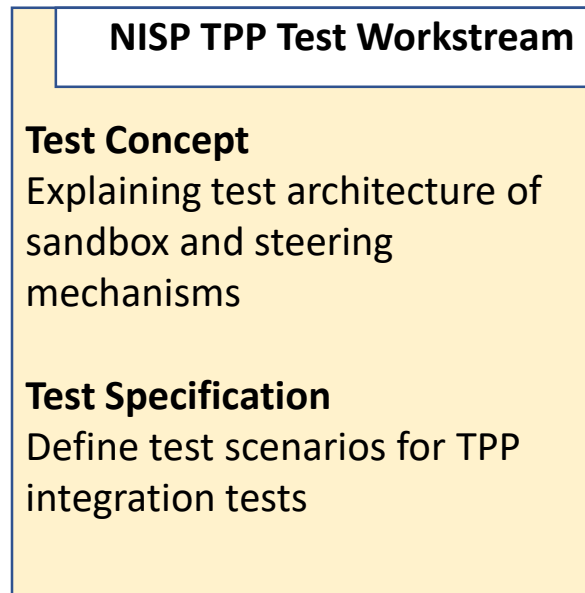 NISP TPP Test Workstream
Test Concept
Explaining test architecture of
sandbox and steering
mechanisms
Test Specification
Define test scenarios for TPP
integration tests